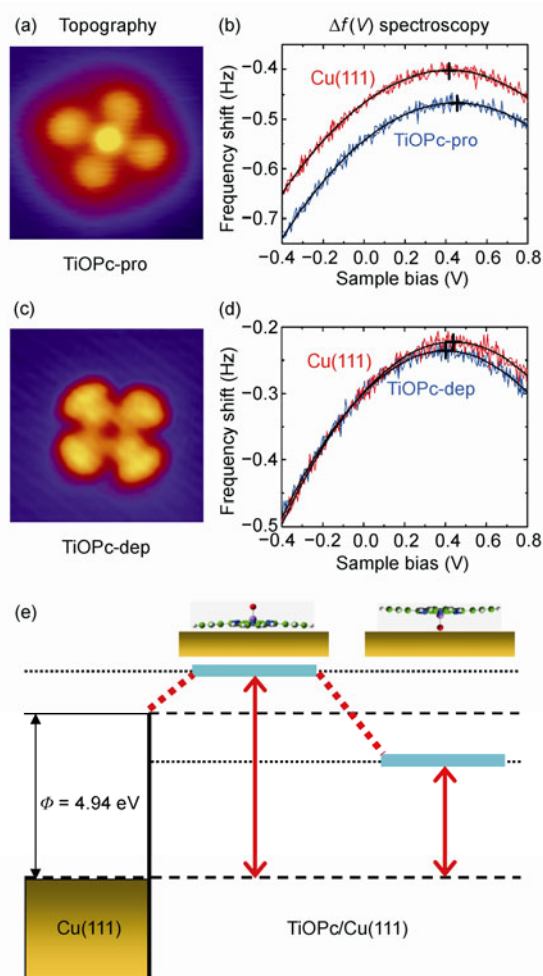 (a) Topography
(b) Δf(V) spectroscopy
TiOPc-pro
Frequency shift (Hz)
−0.4
−0.5
−0.6
−0.7
Cu(111)
TiOPc-pro
−0.4 −0.2 0.0 0.2 0.4 0.6 0.8
Sample bias (V)
(c)
TiOPc-dep
(d)
Frequency shift (Hz)
−0.2
−0.3
−0.4
−0.5
Cu(111)
TiOPc-dep
−0.4 −0.2 0.0 0.2 0.4 0.6 0.8
Sample bias (V)
(e)
Φ = 4.94 eV
Cu(111)
TiOPc/Cu(111)